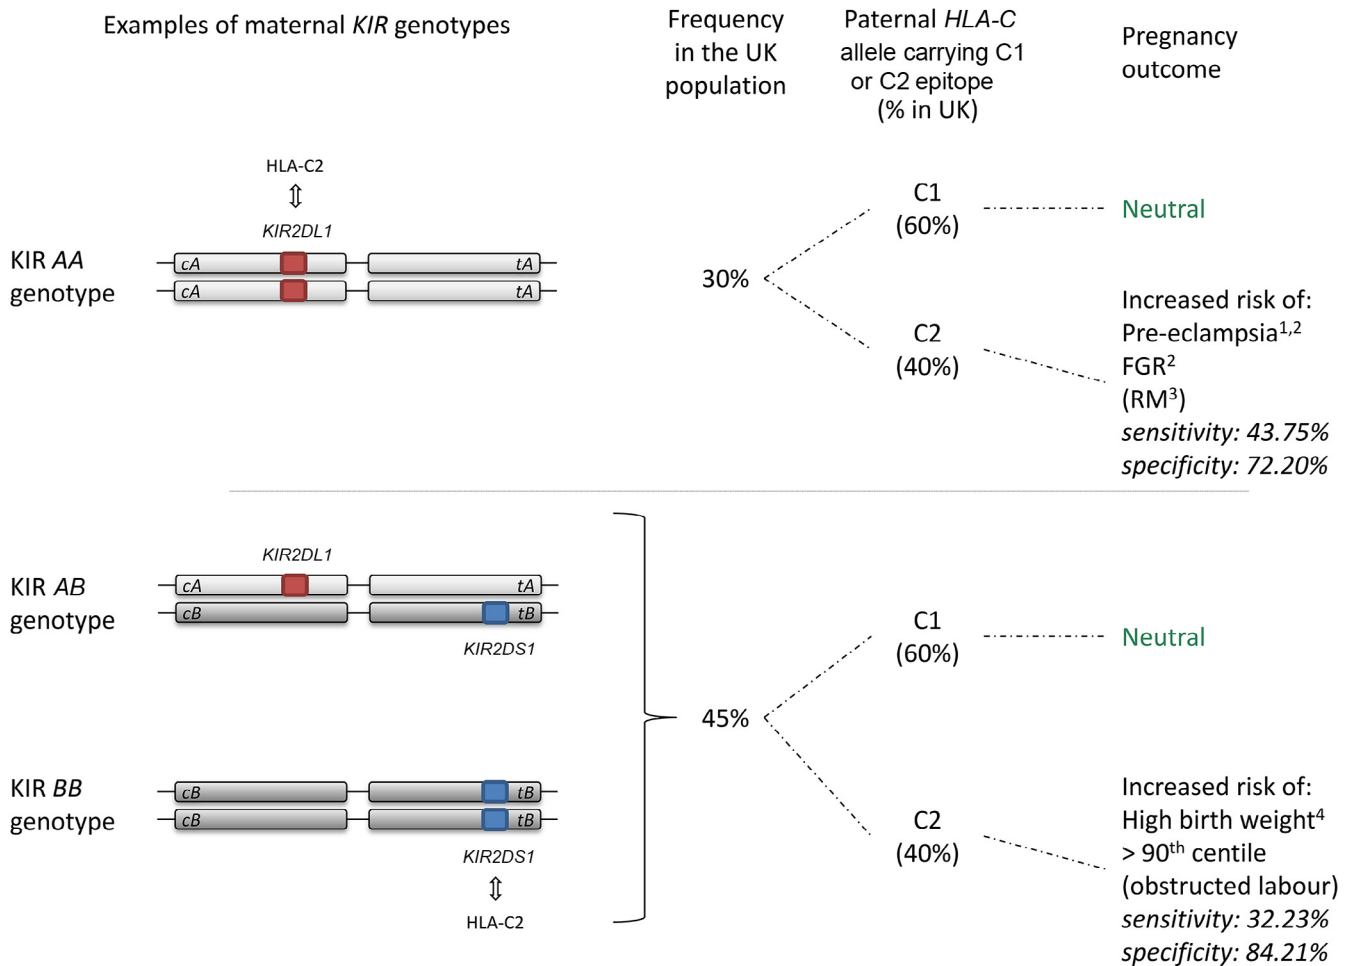 Examples of maternal KIR genotypes
Frequency
in the UK
population
Paternal HLA-C
allele carrying C1
or C2 epitope
(% in UK)
Pregnancy
outcome
HLA-C2
KIR2DL1
KIR AA
genotype
cA
tA
cA
tA
30%
C1
(60%)
Neutral
C2
(40%)
Increased risk of:
Pre-eclampsia1,2
FGR2
(RM3)
sensitivity: 43.75%
specificity: 72.20%
KIR2DL1
KIR AB
genotype
cA
tA
cB
tB
KIR2DS1
KIR BB
genotype
cB
tB
cB
tB
KIR2DS1
HLA-C2
45%
C1
(60%)
Neutral
C2
(40%)
Increased risk of:
High birth weight4
> 90th centile
(obstructed labour)
sensitivity: 32.23%
specificity: 84.21%